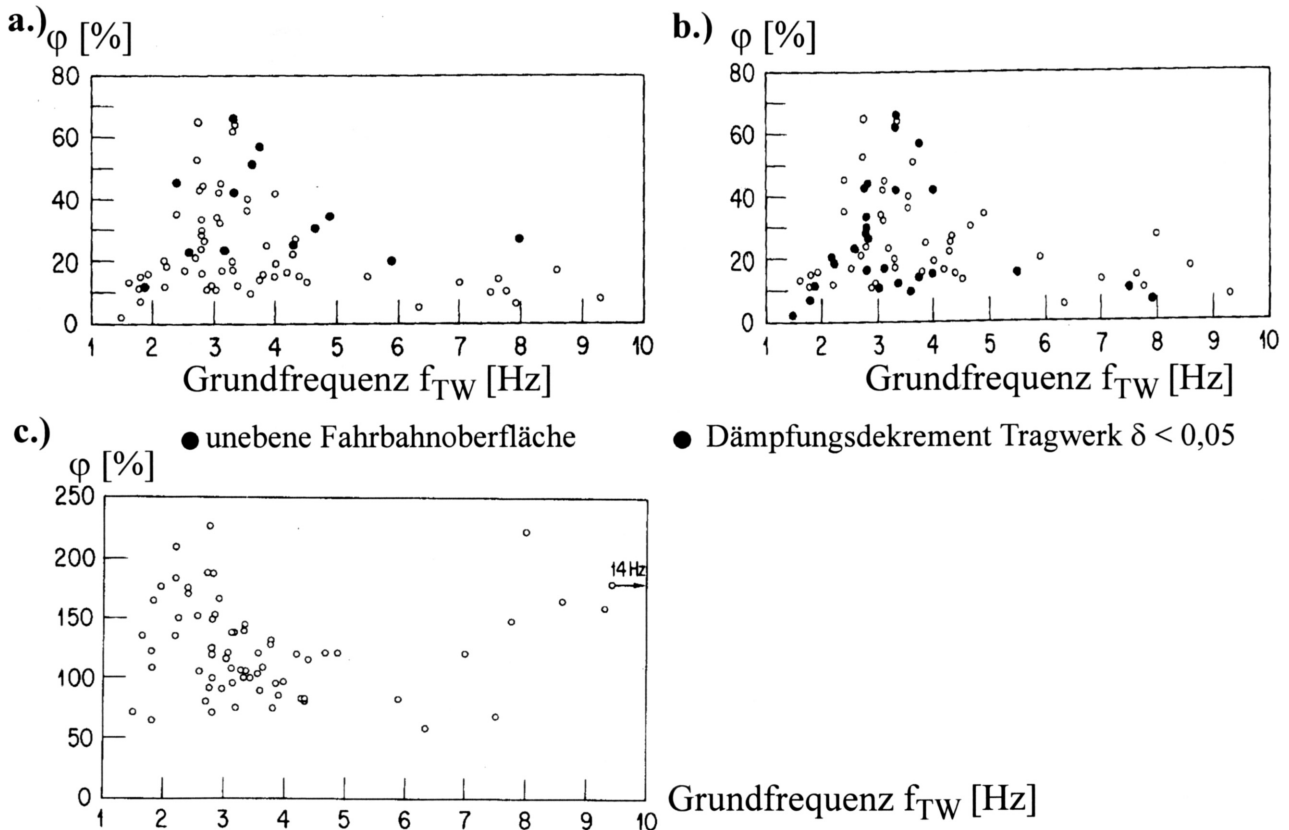 a.) φ [%]
80
60
40
20
0
1 2 3 4 5 6 7 8 9 10
Grundfrequenz fTW [Hz]
● unebene Fahrbahnoberfläche
b.) φ [%]
80
60
40
20
0
1 2 3 4 5 6 7 8 9 10
Grundfrequenz fTW [Hz]
● Dämpfungsdekrement Tragwerk δ < 0,05
c.) φ [%]
250
200
150
100
50
0
14 Hz
1 2 3 4 5 6 7 8 9 10
Grundfrequenz fTW [Hz]